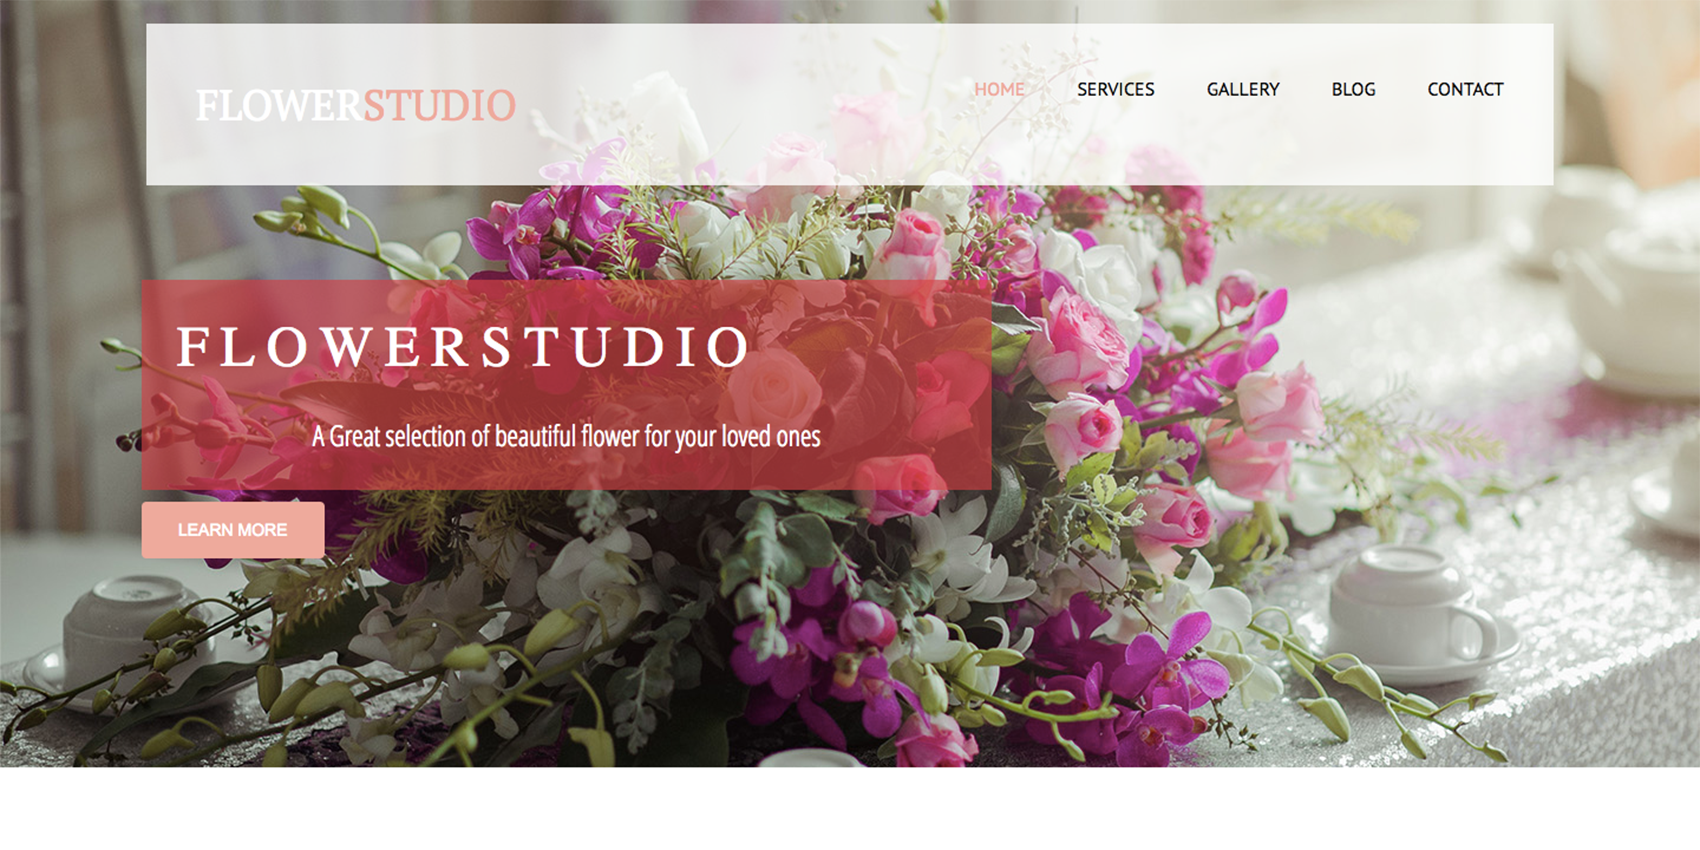 FLOWERSTUDIO
HOME SERVICES GALLERY BLOG CONTACT
FLOWERSTUDIO
A Great selection of beautiful flower for your loved ones
LEARN MORE